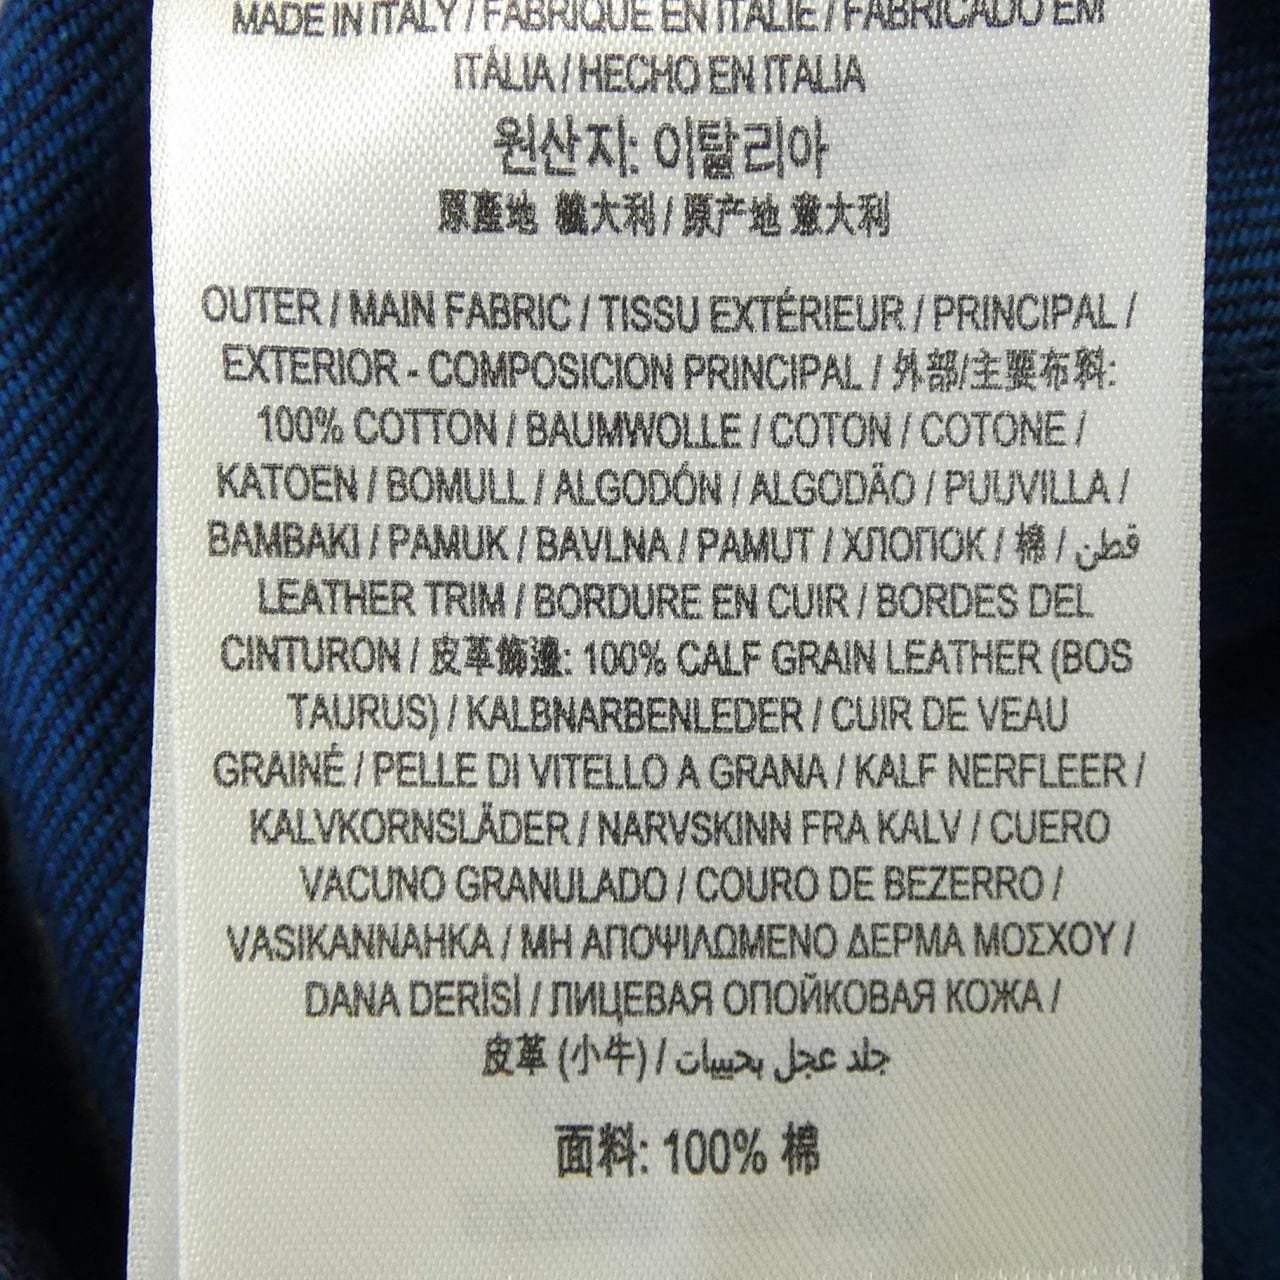 MADE IN ITALY / FABRIQUÉ EN ITALIE / FABRICADO EM
ITÁLIA / HECHO EN ITALIA
원산지: 이탈리아
原產地 義大利 / 原产地 意大利
OUTER / MAIN FABRIC / TISSU EXTÉRIEUR / PRINCIPAL /
EXTERIOR - COMPOSICION PRINCIPAL / 外部/主要布料:
100% COTTON / BAUMWOLLE / COTON / COTONE /
KATOEN / BOMULL / ALGODÓN / ALGODÃO / PUUVILLA /
BAMBAKI / PAMUK / BAVLNA / PAMUT / ХЛОПОК / 棉 / قطن
LEATHER TRIM / BORDURE EN CUIR / BORDES DEL
CINTURON / 皮革飾邊: 100% CALF GRAIN LEATHER (BOS
TAURUS) / KALBNARBENLEDER / CUIR DE VEAU
GRAINÉ / PELLE DI VITELLO A GRANA / KALF NERFLEER /
KALVKORNSLÄDER / NARVSKINN FRA KALV / CUERO
VACUNO GRANULADO / COURO DE BEZERRO /
VASIKANNAHKA / ΜΗ ΑΠΟΨΙΛΩΜΕΝΟ ΔΕΡΜΑ ΜΟΣΧΟΥ /
DANA DERİSİ / ЛИЦЕВАЯ ОПОЙКОВАЯ КОЖА /
皮革 (小牛) / جلد عجل بحبيبات
面料: 100% 棉